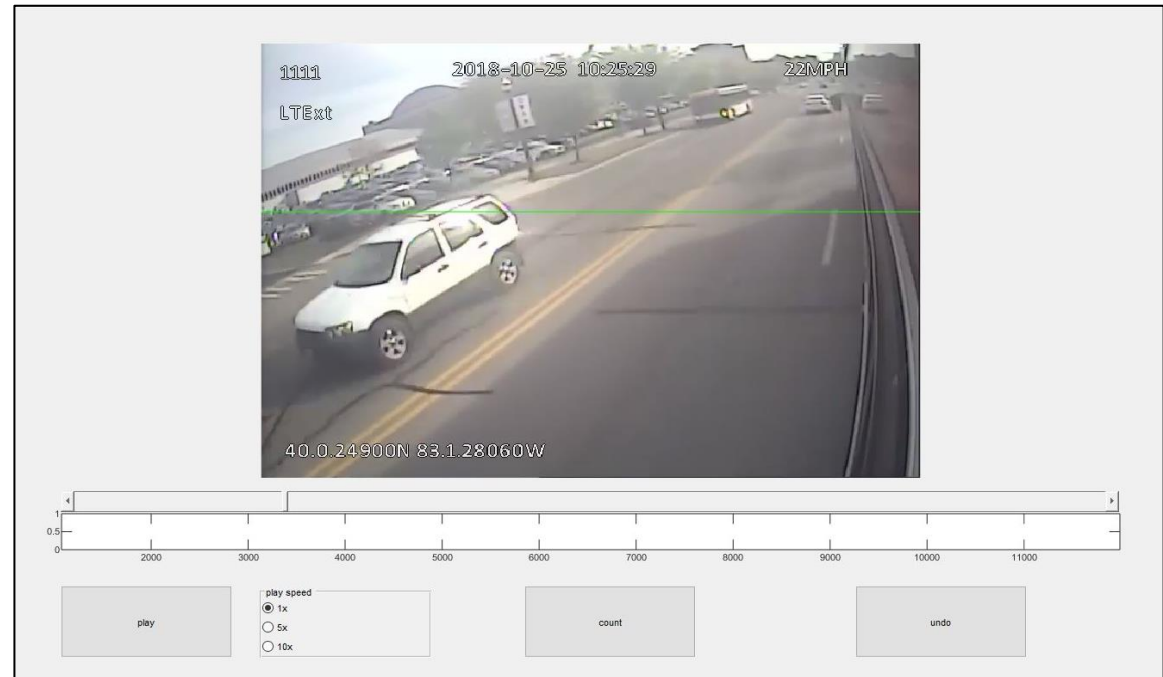 1111 2018-10-25 10:25:29 22MPH
LTExt
40.0.24900N 83.1.28060W
1
0.5
0
2000 3000 4000 5000 6000 7000 8000 9000 10000 11000
play
play speed
1x
5x
10x
count
undo